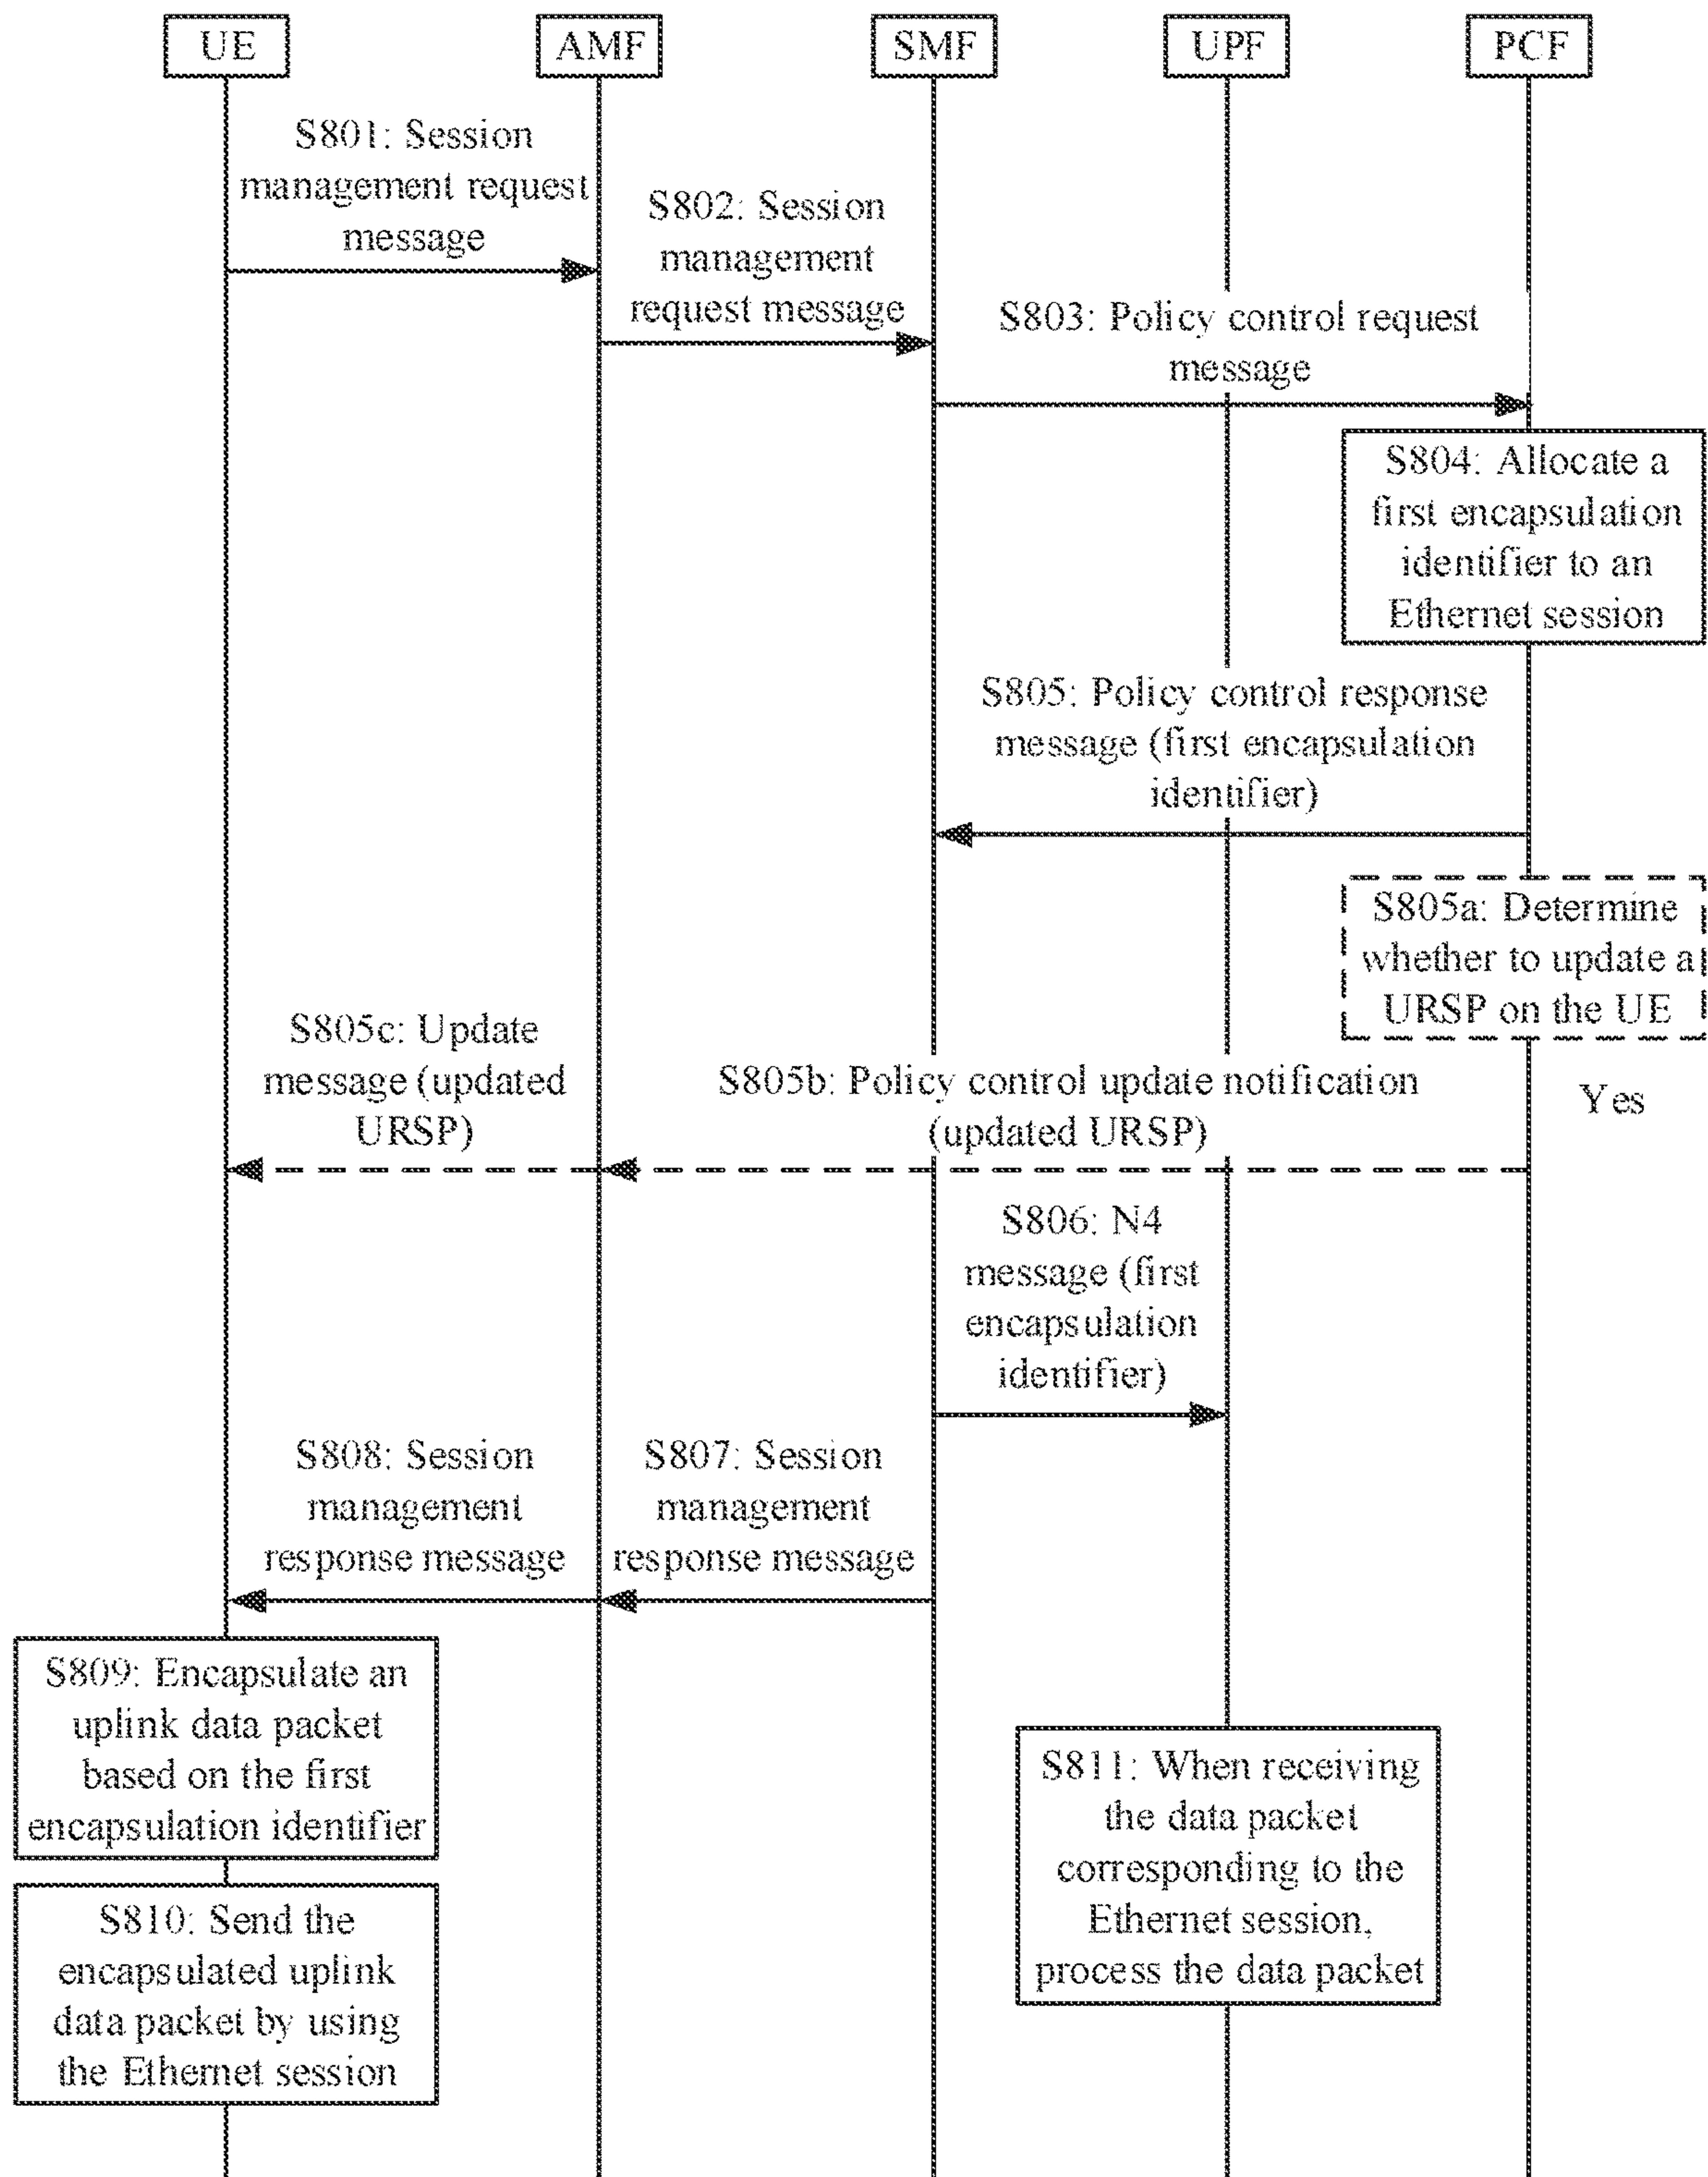 UE
AMF
SMF
UPF
PCF
S801: Session
management request
message
S802: Session
management
request message
S803: Policy control request
message
S804: Allocate a
first encapsulation
identifier to an
Ethernet session
S805: Policy control response
message (first encapsulation
identifier)
S805a: Determine
whether to update a
URSP on the UE
Yes
S805b: Policy control update notification
(updated URSP)
S805c: Update
message (updated
URSP)
S806: N4
message (first
encapsulation
identifier)
S807: Session
management
response message
S808: Session
management
response message
S809: Encapsulate an
uplink data packet
based on the first
encapsulation identifier
S810: Send the
encapsulated uplink
data packet by using
the Ethernet session
S811: When receiving
the data packet
corresponding to the
Ethernet session,
process the data packet